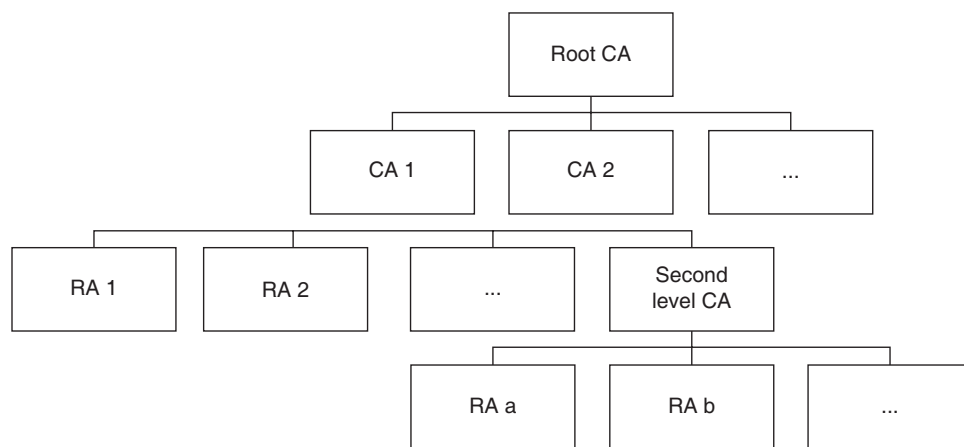 Root CA
CA 1
CA 2
...
RA 1
RA 2
...
Second
level CA
RA a
RA b
...